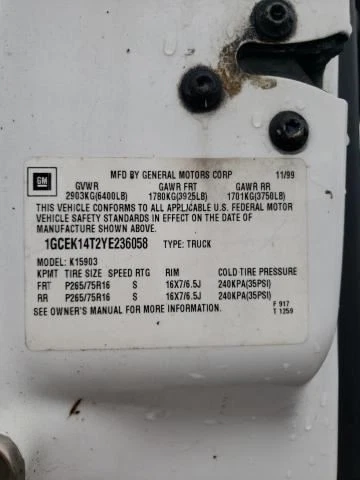 MFD BY GENERAL MOTORS CORP 11/99
GM
GVWR GAWR FRT GAWR RR
2903KG(6400LB) 1780KG(3925LB) 1701KG(3750LB)
THIS VEHICLE CONFORMS TO ALL APPLICABLE U.S. FEDERAL MOTOR
VEHICLE SAFETY STANDARDS IN EFFECT ON THE DATE OF
MANUFACTURE SHOWN ABOVE.
1GCEK14T2YE236058 TYPE: TRUCK
MODEL: K15903
KPMT TIRE SIZE SPEED RTG RIM COLD TIRE PRESSURE
FRT P265/75R16 S 16X7/6.5J 240KPA(35PSI)
RR P265/75R16 S 16X7/6.5J 240KPA(35PSI)
SEE OWNER'S MANUAL FOR MORE INFORMATION. F 917
T 1259